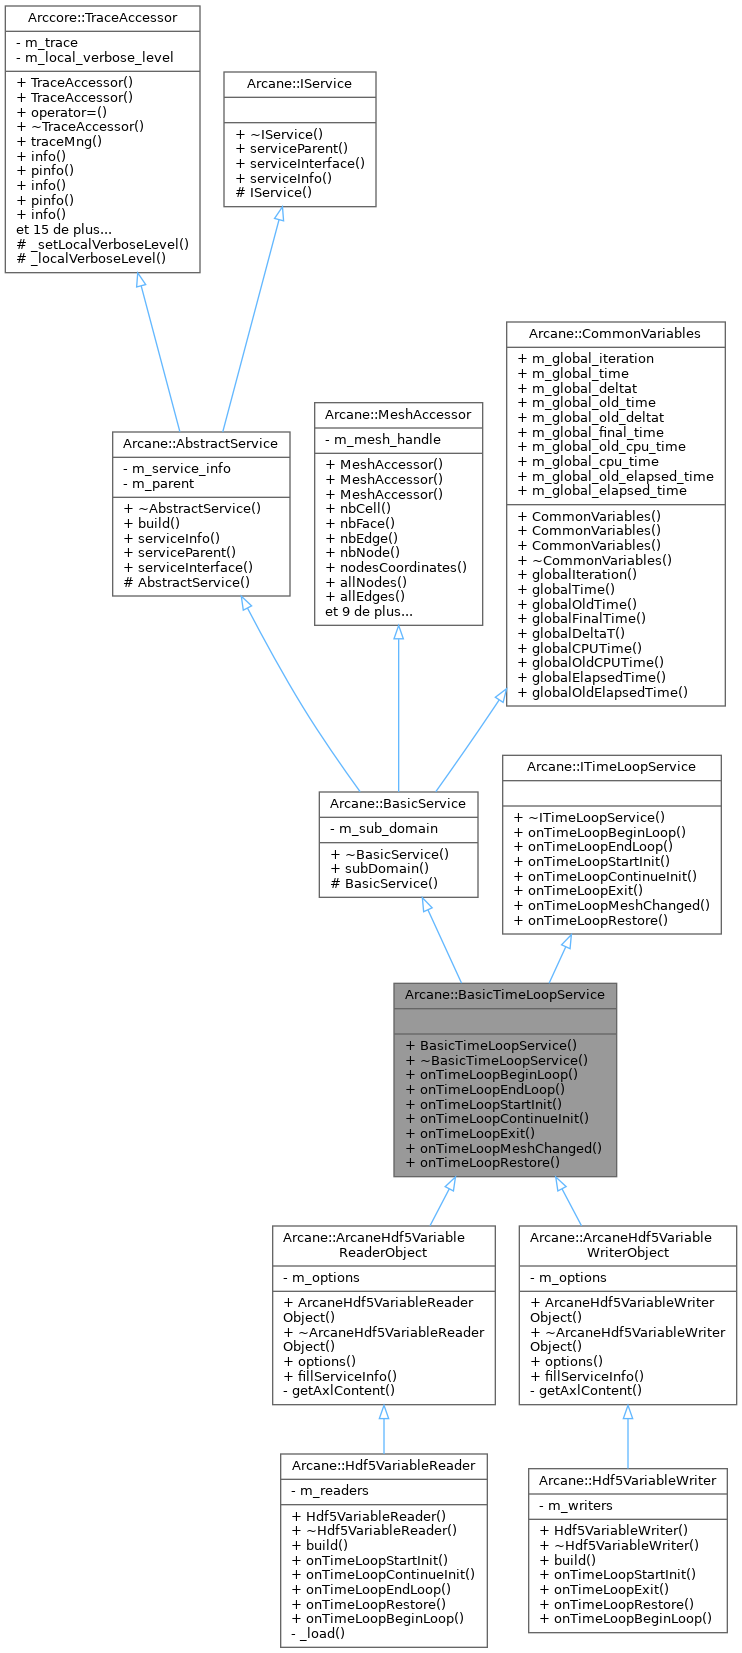 Arccore::TraceAccessor
- m_trace
- m_local_verbose_level
+ TraceAccessor()
+ TraceAccessor()
+ operator=()
+ ~TraceAccessor()
+ traceMng()
+ info()
+ pinfo()
+ info()
+ pinfo()
+ info()
et 15 de plus...
# _setLocalVerboseLevel()
# _localVerboseLevel()
Arcane::IService
+ ~IService()
+ serviceParent()
+ serviceInterface()
+ serviceInfo()
# IService()
Arcane::CommonVariables
+ m_global_iteration
+ m_global_time
+ m_global_deltat
+ m_global_old_time
+ m_global_old_deltat
+ m_global_final_time
+ m_global_old_cpu_time
+ m_global_cpu_time
+ m_global_old_elapsed_time
+ m_global_elapsed_time
+ CommonVariables()
+ CommonVariables()
+ CommonVariables()
+ ~CommonVariables()
+ globalIteration()
+ globalTime()
+ globalOldTime()
+ globalFinalTime()
+ globalDeltaT()
+ globalCPUTime()
+ globalOldCPUTime()
+ globalElapsedTime()
+ globalOldElapsedTime()
Arcane::MeshAccessor
- m_mesh_handle
+ MeshAccessor()
+ MeshAccessor()
+ MeshAccessor()
+ nbCell()
+ nbFace()
+ nbEdge()
+ nbNode()
+ nodesCoordinates()
+ allNodes()
+ allEdges()
et 9 de plus...
Arcane::AbstractService
- m_service_info
- m_parent
+ ~AbstractService()
+ build()
+ serviceInfo()
+ serviceParent()
+ serviceInterface()
# AbstractService()
Arcane::ITimeLoopService
+ ~ITimeLoopService()
+ onTimeLoopBeginLoop()
+ onTimeLoopEndLoop()
+ onTimeLoopStartInit()
+ onTimeLoopContinueInit()
+ onTimeLoopExit()
+ onTimeLoopMeshChanged()
+ onTimeLoopRestore()
Arcane::BasicService
- m_sub_domain
+ ~BasicService()
+ subDomain()
# BasicService()
Arcane::BasicTimeLoopService
+ BasicTimeLoopService()
+ ~BasicTimeLoopService()
+ onTimeLoopBeginLoop()
+ onTimeLoopEndLoop()
+ onTimeLoopStartInit()
+ onTimeLoopContinueInit()
+ onTimeLoopExit()
+ onTimeLoopMeshChanged()
+ onTimeLoopRestore()
Arcane::ArcaneHdf5Variable
ReaderObject
- m_options
+ ArcaneHdf5VariableReader
Object()
+ ~ArcaneHdf5VariableReader
Object()
+ options()
+ fillServiceInfo()
- getAxlContent()
Arcane::ArcaneHdf5Variable
WriterObject
- m_options
+ ArcaneHdf5VariableWriter
Object()
+ ~ArcaneHdf5VariableWriter
Object()
+ options()
+ fillServiceInfo()
- getAxlContent()
Arcane::Hdf5VariableReader
- m_readers
+ Hdf5VariableReader()
+ ~Hdf5VariableReader()
+ build()
+ onTimeLoopStartInit()
+ onTimeLoopContinueInit()
+ onTimeLoopEndLoop()
+ onTimeLoopRestore()
+ onTimeLoopBeginLoop()
- _load()
Arcane::Hdf5VariableWriter
- m_writers
+ Hdf5VariableWriter()
+ ~Hdf5VariableWriter()
+ build()
+ onTimeLoopStartInit()
+ onTimeLoopExit()
+ onTimeLoopRestore()
+ onTimeLoopBeginLoop()